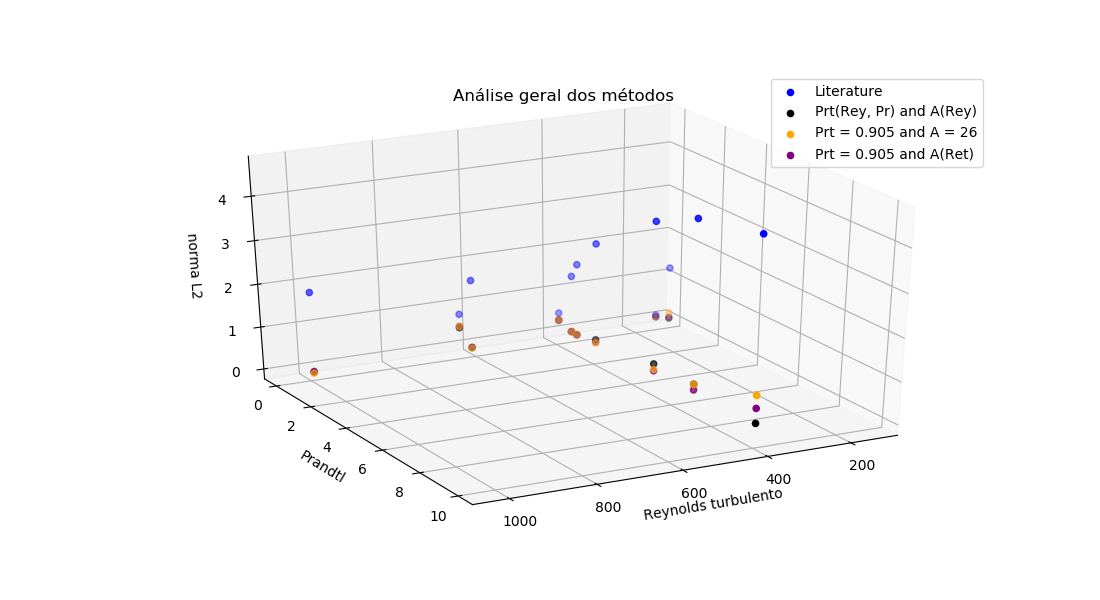 Análise geral dos métodos
Literature
Prt(Rey, Pr) and A(Rey)
Prt = 0.905 and A = 26
Prt = 0.905 and A(Ret)
norma L2
4
3
2
1
0
Prandtl
0
2
4
6
8
10
Reynolds turbulento
1000
800
600
400
200